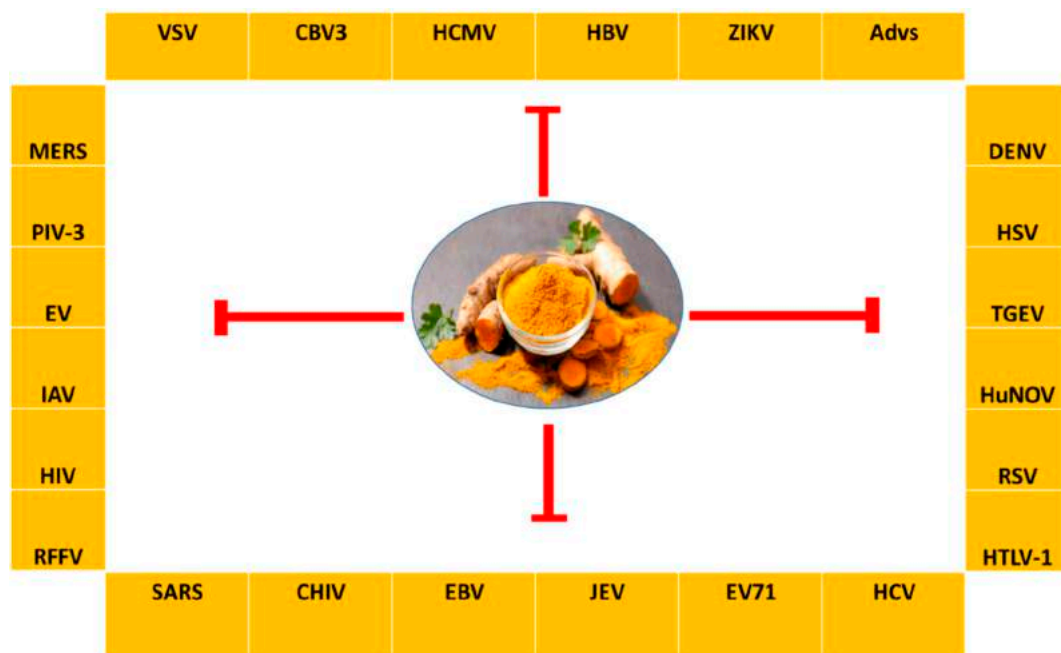 VSV CBV3 HCMV HBV ZIKV Advs
MERS
PIV-3
EV
IAV
HIV
RFFV
DENV
HSV
TGEV
HuNOV
RSV
HTLV-1
SARS CHIV EBV JEV EV71 HCV